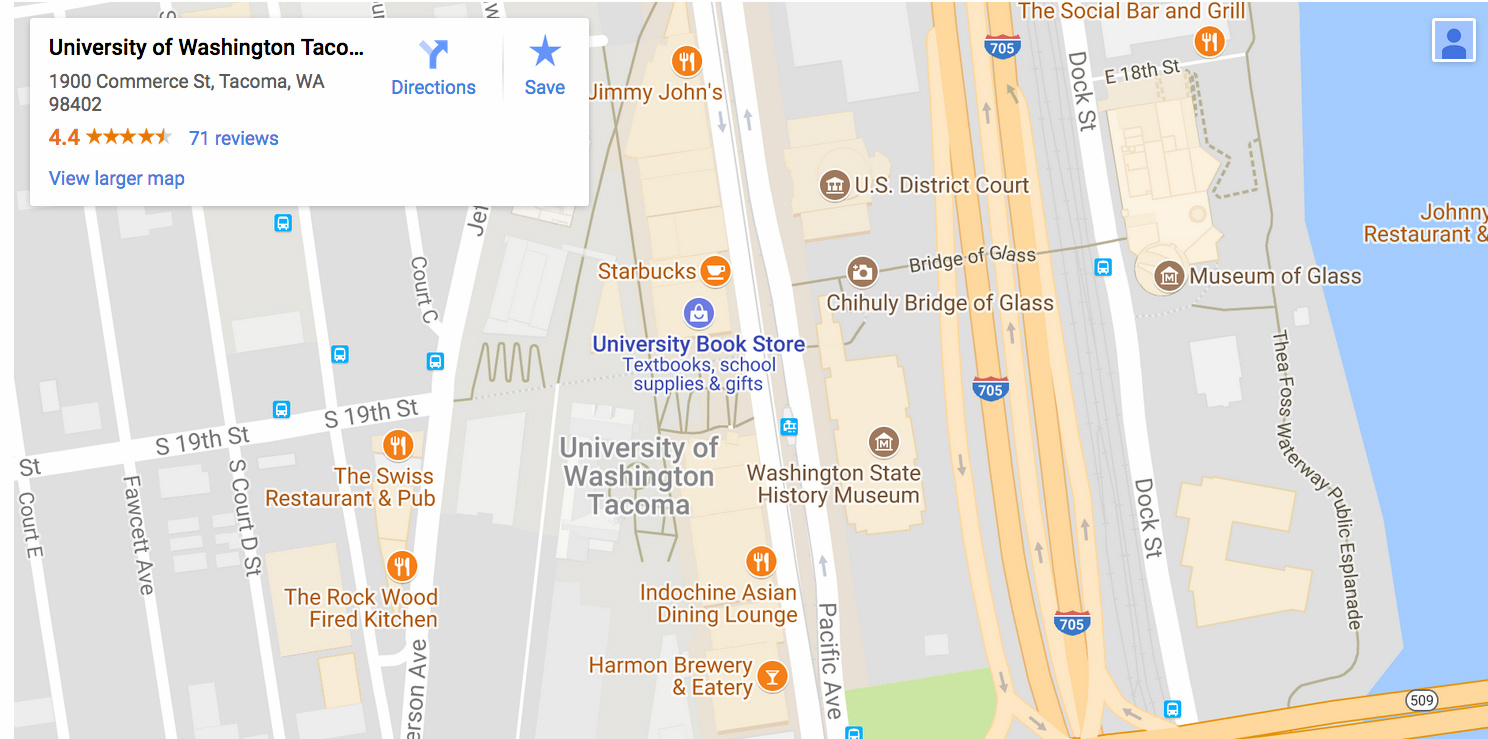 University of Washington Taco...
1900 Commerce St, Tacoma, WA
98402
4.4
71 reviews
View larger map
Directions
Save
The Social Bar and Grill
705
Dock St
E 18th St
Jimmy John's
U.S. District Court
Johnny
Restaurant &
Court C
Starbucks
Bridge of Glass
Museum of Glass
Chihuly Bridge of Glass
University Book Store
Textbooks, school
supplies & gifts
705
Thea Foss Waterway Public Esplanade
S 19th St
S 19th St
St
The Swiss
Restaurant & Pub
University of
Washington
Tacoma
Washington State
History Museum
Court E
Fawcett Ave
S Court D St
Dock St
The Rock Wood
Fired Kitchen
Indochine Asian
Dining Lounge
Pacific Ave
705
erson Ave
Harmon Brewery
& Eatery
509